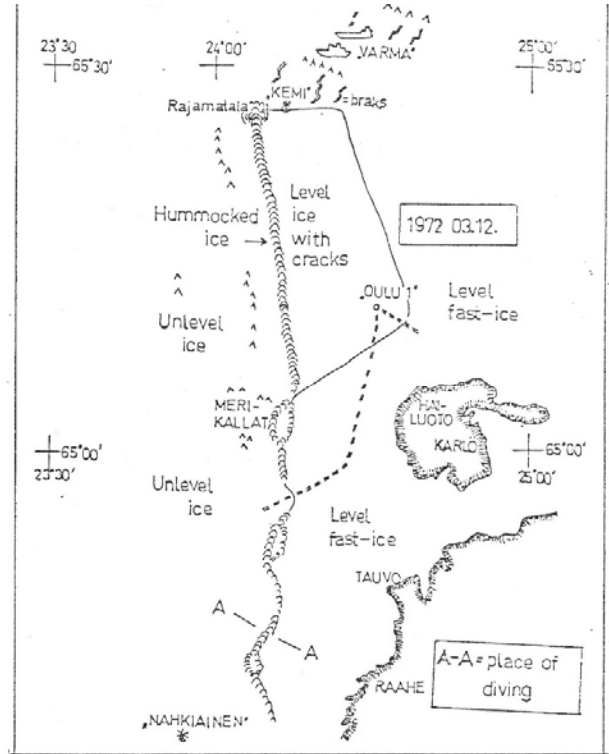 23°30
24°00
25°00
65°30
65°30
„VARMA"
„KEMI"
=braks
Rajamatala
Level
ice
with
cracks
Hummocked
ice
1972 03.12.
„OULU 1"
Level
fast-ice
Unlevel
ice
MERI-
KALLAT
HAI-
LUOTO
KARLÖ
65°00'
23°30'
65°00'
25°00'
Unlevel
ice
Level
fast-ice
TAUVO
A
A
A-A = place of
diving
RAAHE
„NAHKIAINEN"